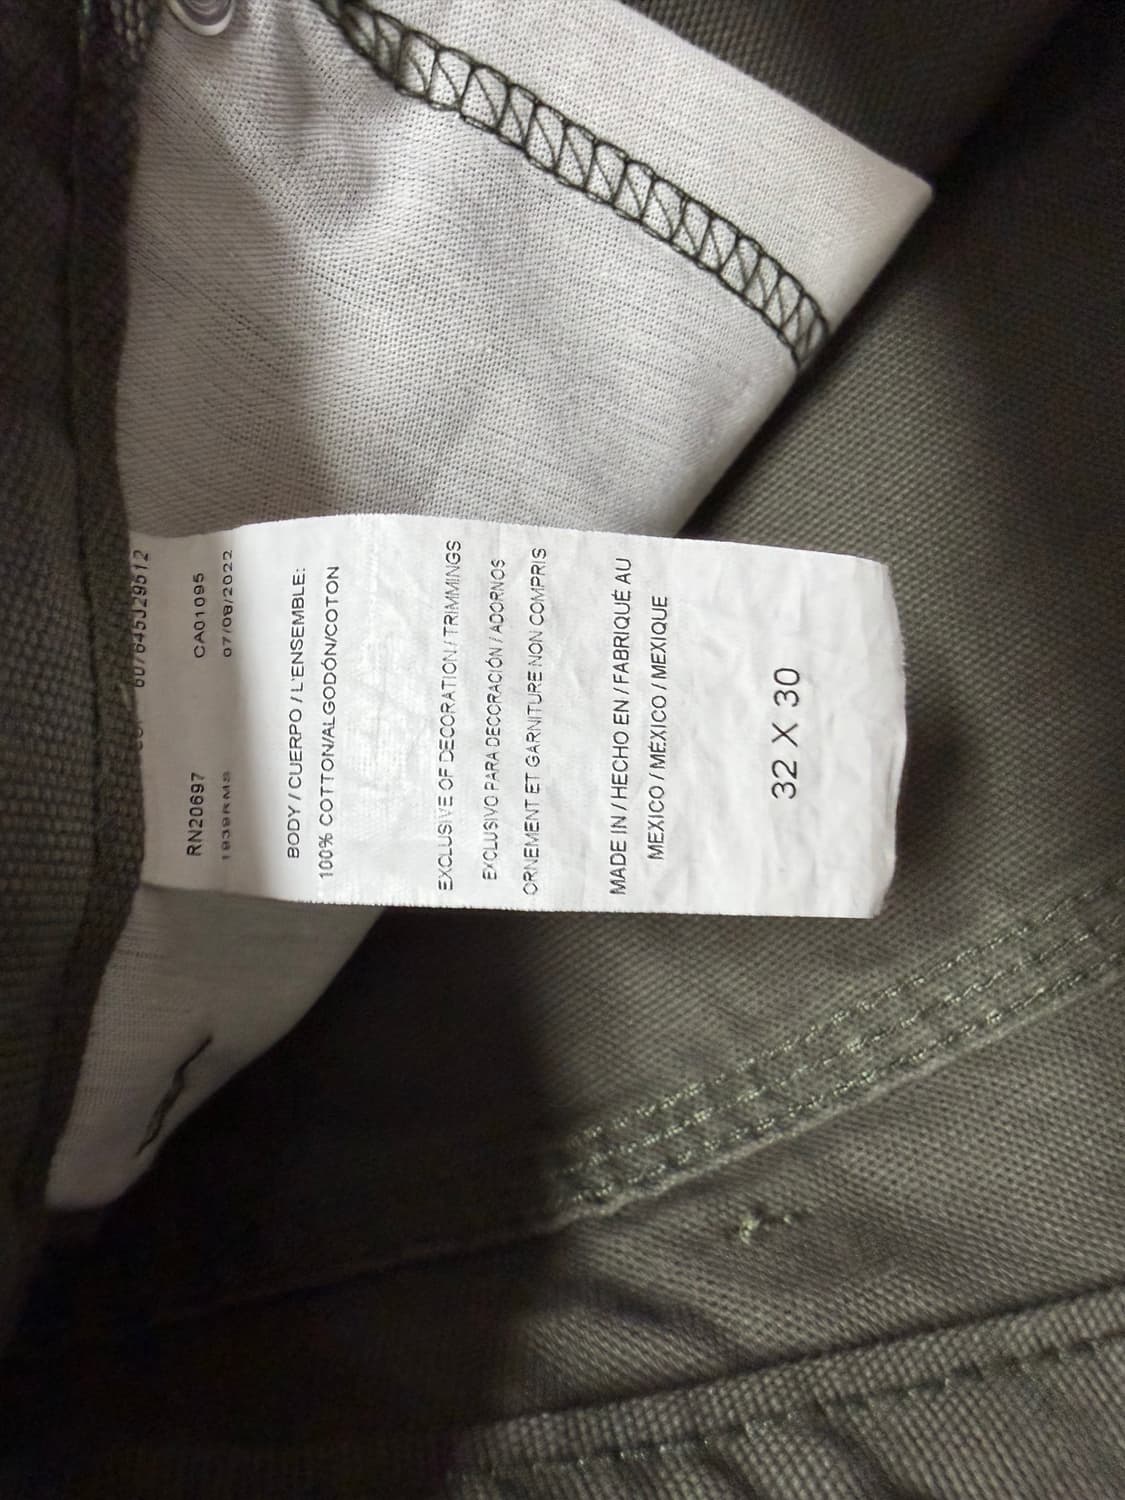 RN20697 CA01095
1939RMS 07/08/2022
BODY / CUERPO / L'ENSEMBLE:
100% COTTON/ALGODÓN/COTON
EXCLUSIVE OF DECORATION / TRIMMINGS
EXCLUSIVO PARA DECORACIÓN / ADORNOS
ORNEMENT ET GARNITURE NON COMPRIS
MADE IN / HECHO EN / FABRIQUÉ AU
MEXICO / MEXICO / MEXIQUE
32 X 30